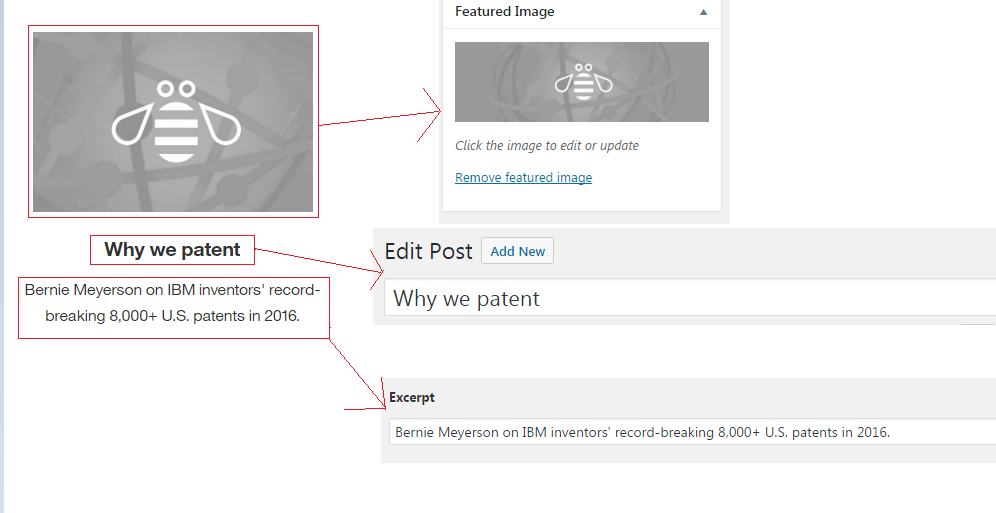 Featured Image
Click the image to edit or update
Remove featured image
Why we patent
Bernie Meyerson on IBM inventors' record-
breaking 8,000+ U.S. patents in 2016.
Edit Post Add New
Why we patent
Excerpt
Bernie Meyerson on IBM inventors' record-breaking 8,000+ U.S. patents in 2016.